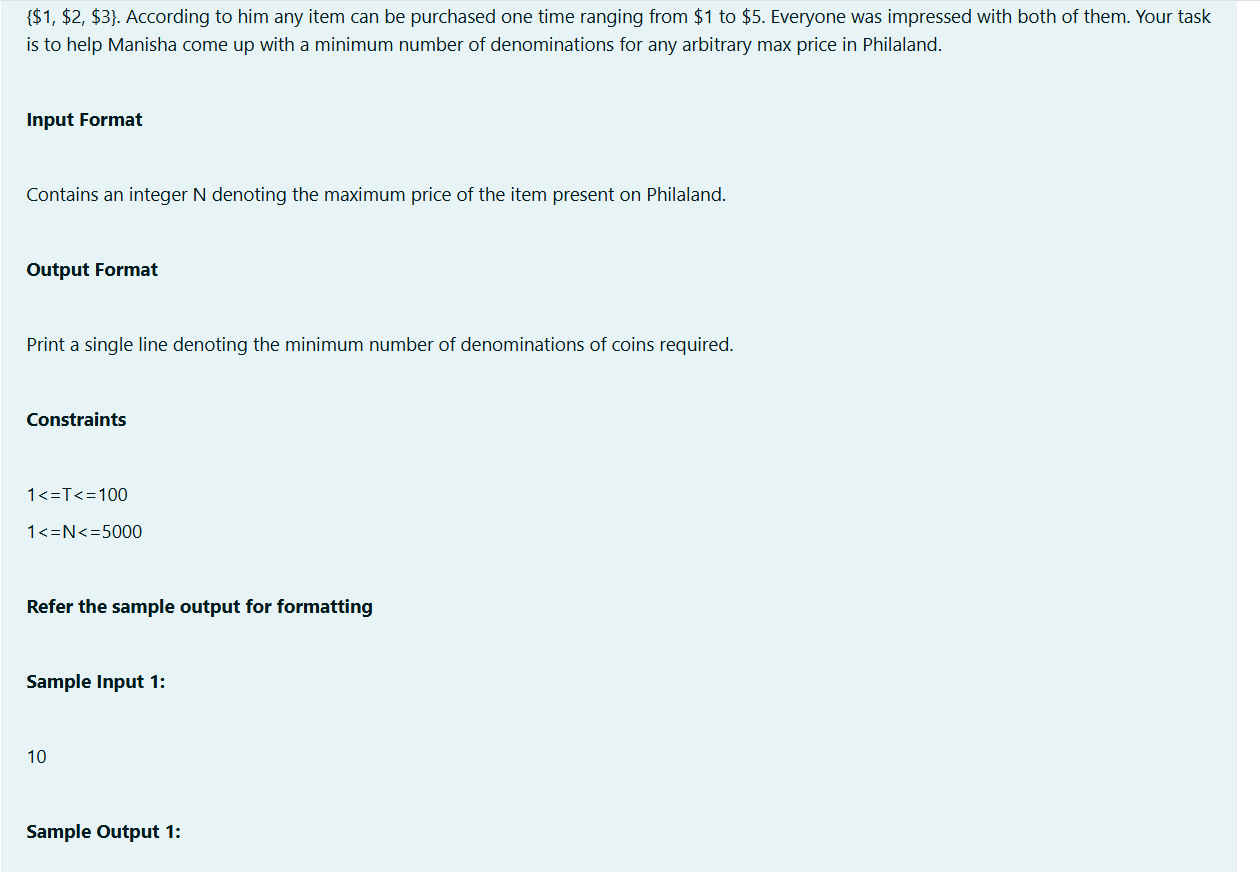 {$1, $2, $3}. According to him any item can be purchased one time ranging from $1 to $5. Everyone was impressed with both of them. Your task
is to help Manisha come up with a minimum number of denominations for any arbitrary max price in Philaland.
Input Format
Contains an integer N denoting the maximum price of the item present on Philaland.
Output Format
Print a single line denoting the minimum number of denominations of coins required.
Constraints
1<=T<=100
1<=N<=5000
Refer the sample output for formatting
Sample Input 1:
10
Sample Output 1: